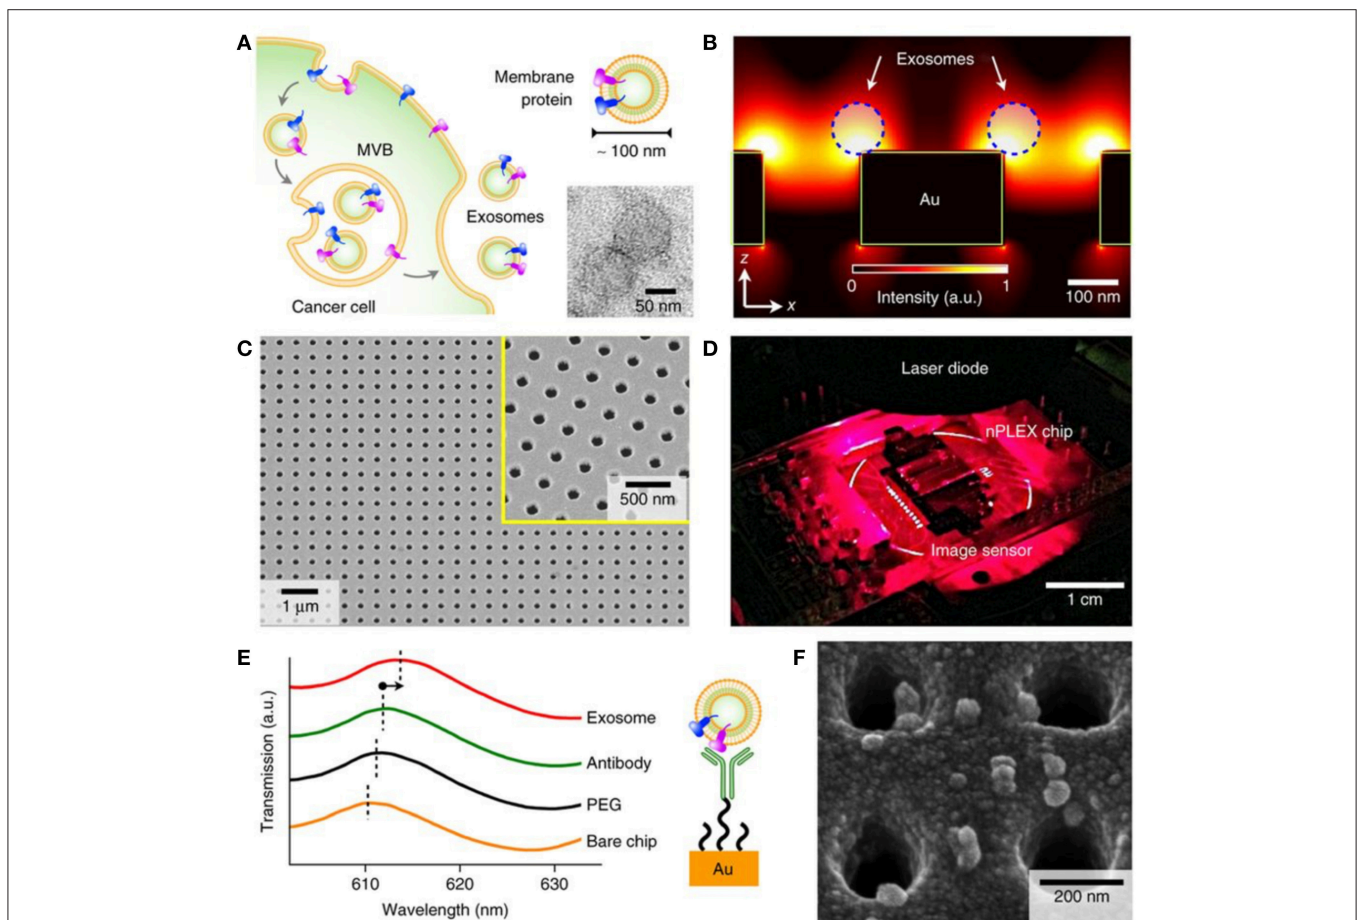 A
Membrane
protein
~ 100 nm
MVB
Exosomes
Cancer cell
50 nm
B
Exosomes
Au
z
x
0
1
Intensity (a.u.)
100 nm
C
500 nm
1 μm
D
Laser diode
nPLEX chip
Image sensor
1 cm
E
Transmission (a.u.)
Exosome
Antibody
PEG
Bare chip
610
620
630
Wavelength (nm)
Au
F
200 nm